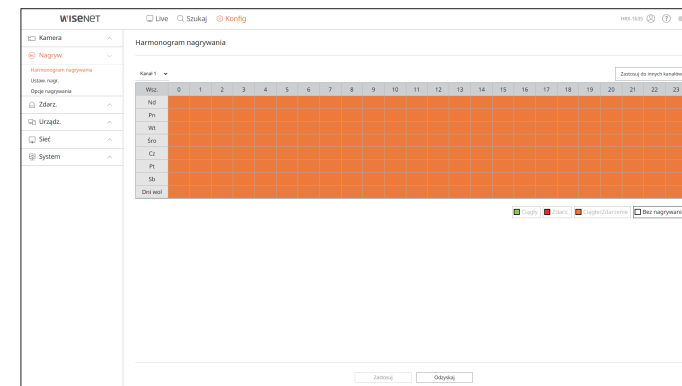 WISENET
Live Szukaj Konfig
HRX-1635
Kamera
Nagryw.
Harmonogram nagrywania
Ustaw. nagr.
Opcje nagrywania
Zdarz.
Urządz.
Sieć
System
Harmonogram nagrywania
Kanał 1
Zastosuj do innych kanałów
Wsz. 0 1 2 3 4 5 6 7 8 9 10 11 12 13 14 15 16 17 18 19 20 21 22 23
Nd
Pn
Wt
Śro
Cz
Pt
Sb
Dni wol
Ciągły Zdarz. Ciągłe/Zdarzenie Bez nagrywani
Zastosuj Odzyskaj